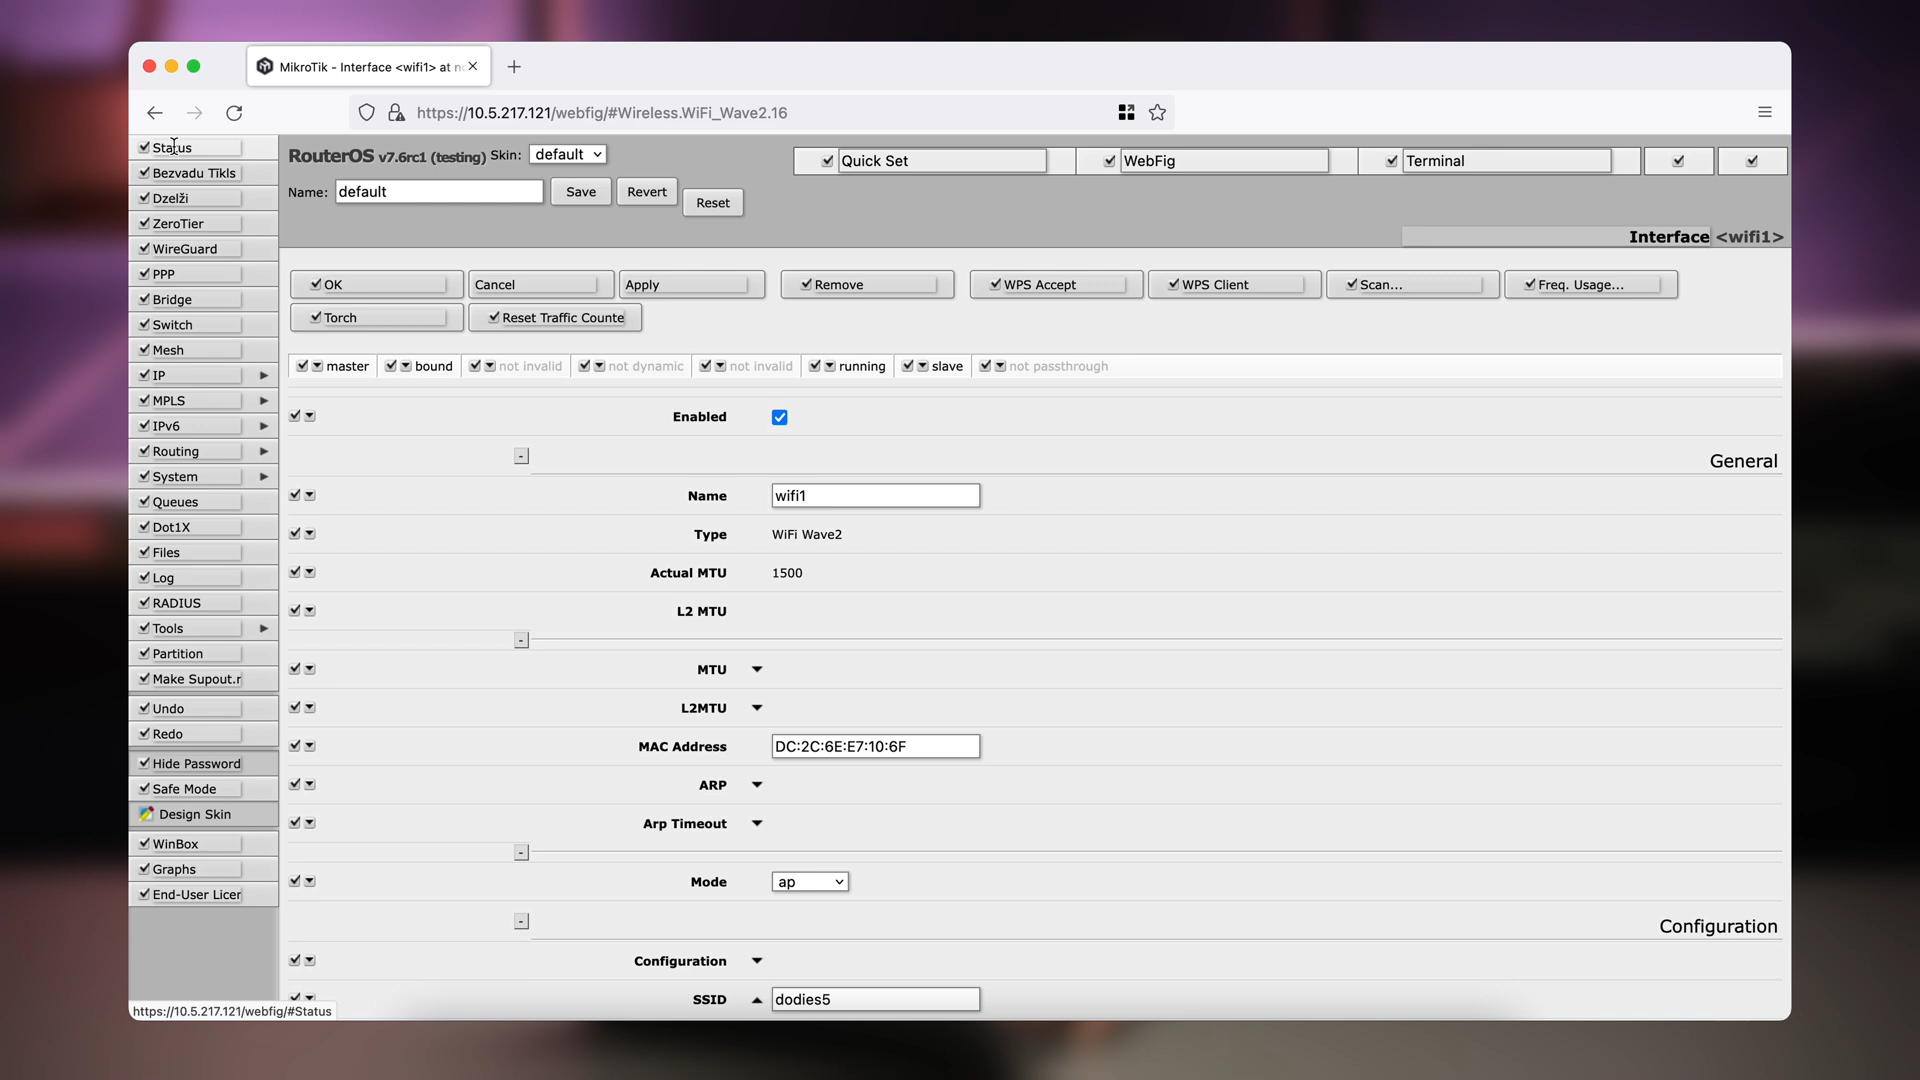 MikroTik - Interface <wifi1> at
https://10.5.217.121/webfig/#Wireless.WiFi_Wave2.16
Status
Bezvadu Tīkls
Dzelži
ZeroTier
WireGuard
PPP
Bridge
Switch
Mesh
IP
MPLS
IPv6
Routing
System
Queues
Dot1X
Files
Log
RADIUS
Tools
Partition
Make Supout.r
Undo
Redo
Hide Password
Safe Mode
Design Skin
WinBox
Graphs
End-User Licer
https://10.5.217.121/webfig/#Status
RouterOS v7.6rc1 (testing) Skin: default
Quick Set
WebFig
Terminal
Name: default Save Revert Reset
Interface <wifi1>
OK Cancel Apply Remove WPS Accept WPS Client Scan... Freq. Usage...
Torch Reset Traffic Counte
master bound not invalid not dynamic not invalid running slave not passthrough
Enabled
- General
Name wifi1
Type WiFi Wave2
Actual MTU 1500
L2 MTU
-
MTU
L2MTU
MAC Address DC:2C:6E:E7:10:6F
ARP
Arp Timeout
-
Mode ap
- Configuration
Configuration
SSID dodies5